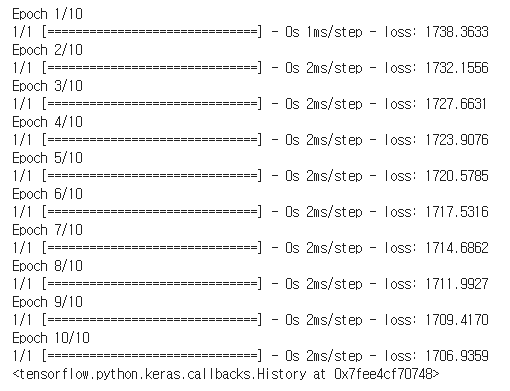 Epoch 1/10
1/1 [==============================] - 0s 1ms/step - loss: 1738.3633
Epoch 2/10
1/1 [==============================] - 0s 2ms/step - loss: 1732.1556
Epoch 3/10
1/1 [==============================] - 0s 2ms/step - loss: 1727.6631
Epoch 4/10
1/1 [==============================] - 0s 2ms/step - loss: 1723.9076
Epoch 5/10
1/1 [==============================] - 0s 2ms/step - loss: 1720.5785
Epoch 6/10
1/1 [==============================] - 0s 2ms/step - loss: 1717.5316
Epoch 7/10
1/1 [==============================] - 0s 2ms/step - loss: 1714.6862
Epoch 8/10
1/1 [==============================] - 0s 2ms/step - loss: 1711.9927
Epoch 9/10
1/1 [==============================] - 0s 2ms/step - loss: 1709.4170
Epoch 10/10
1/1 [==============================] - 0s 2ms/step - loss: 1706.9359
<tensorflow.python.keras.callbacks.History at 0x7fee4cf70748>